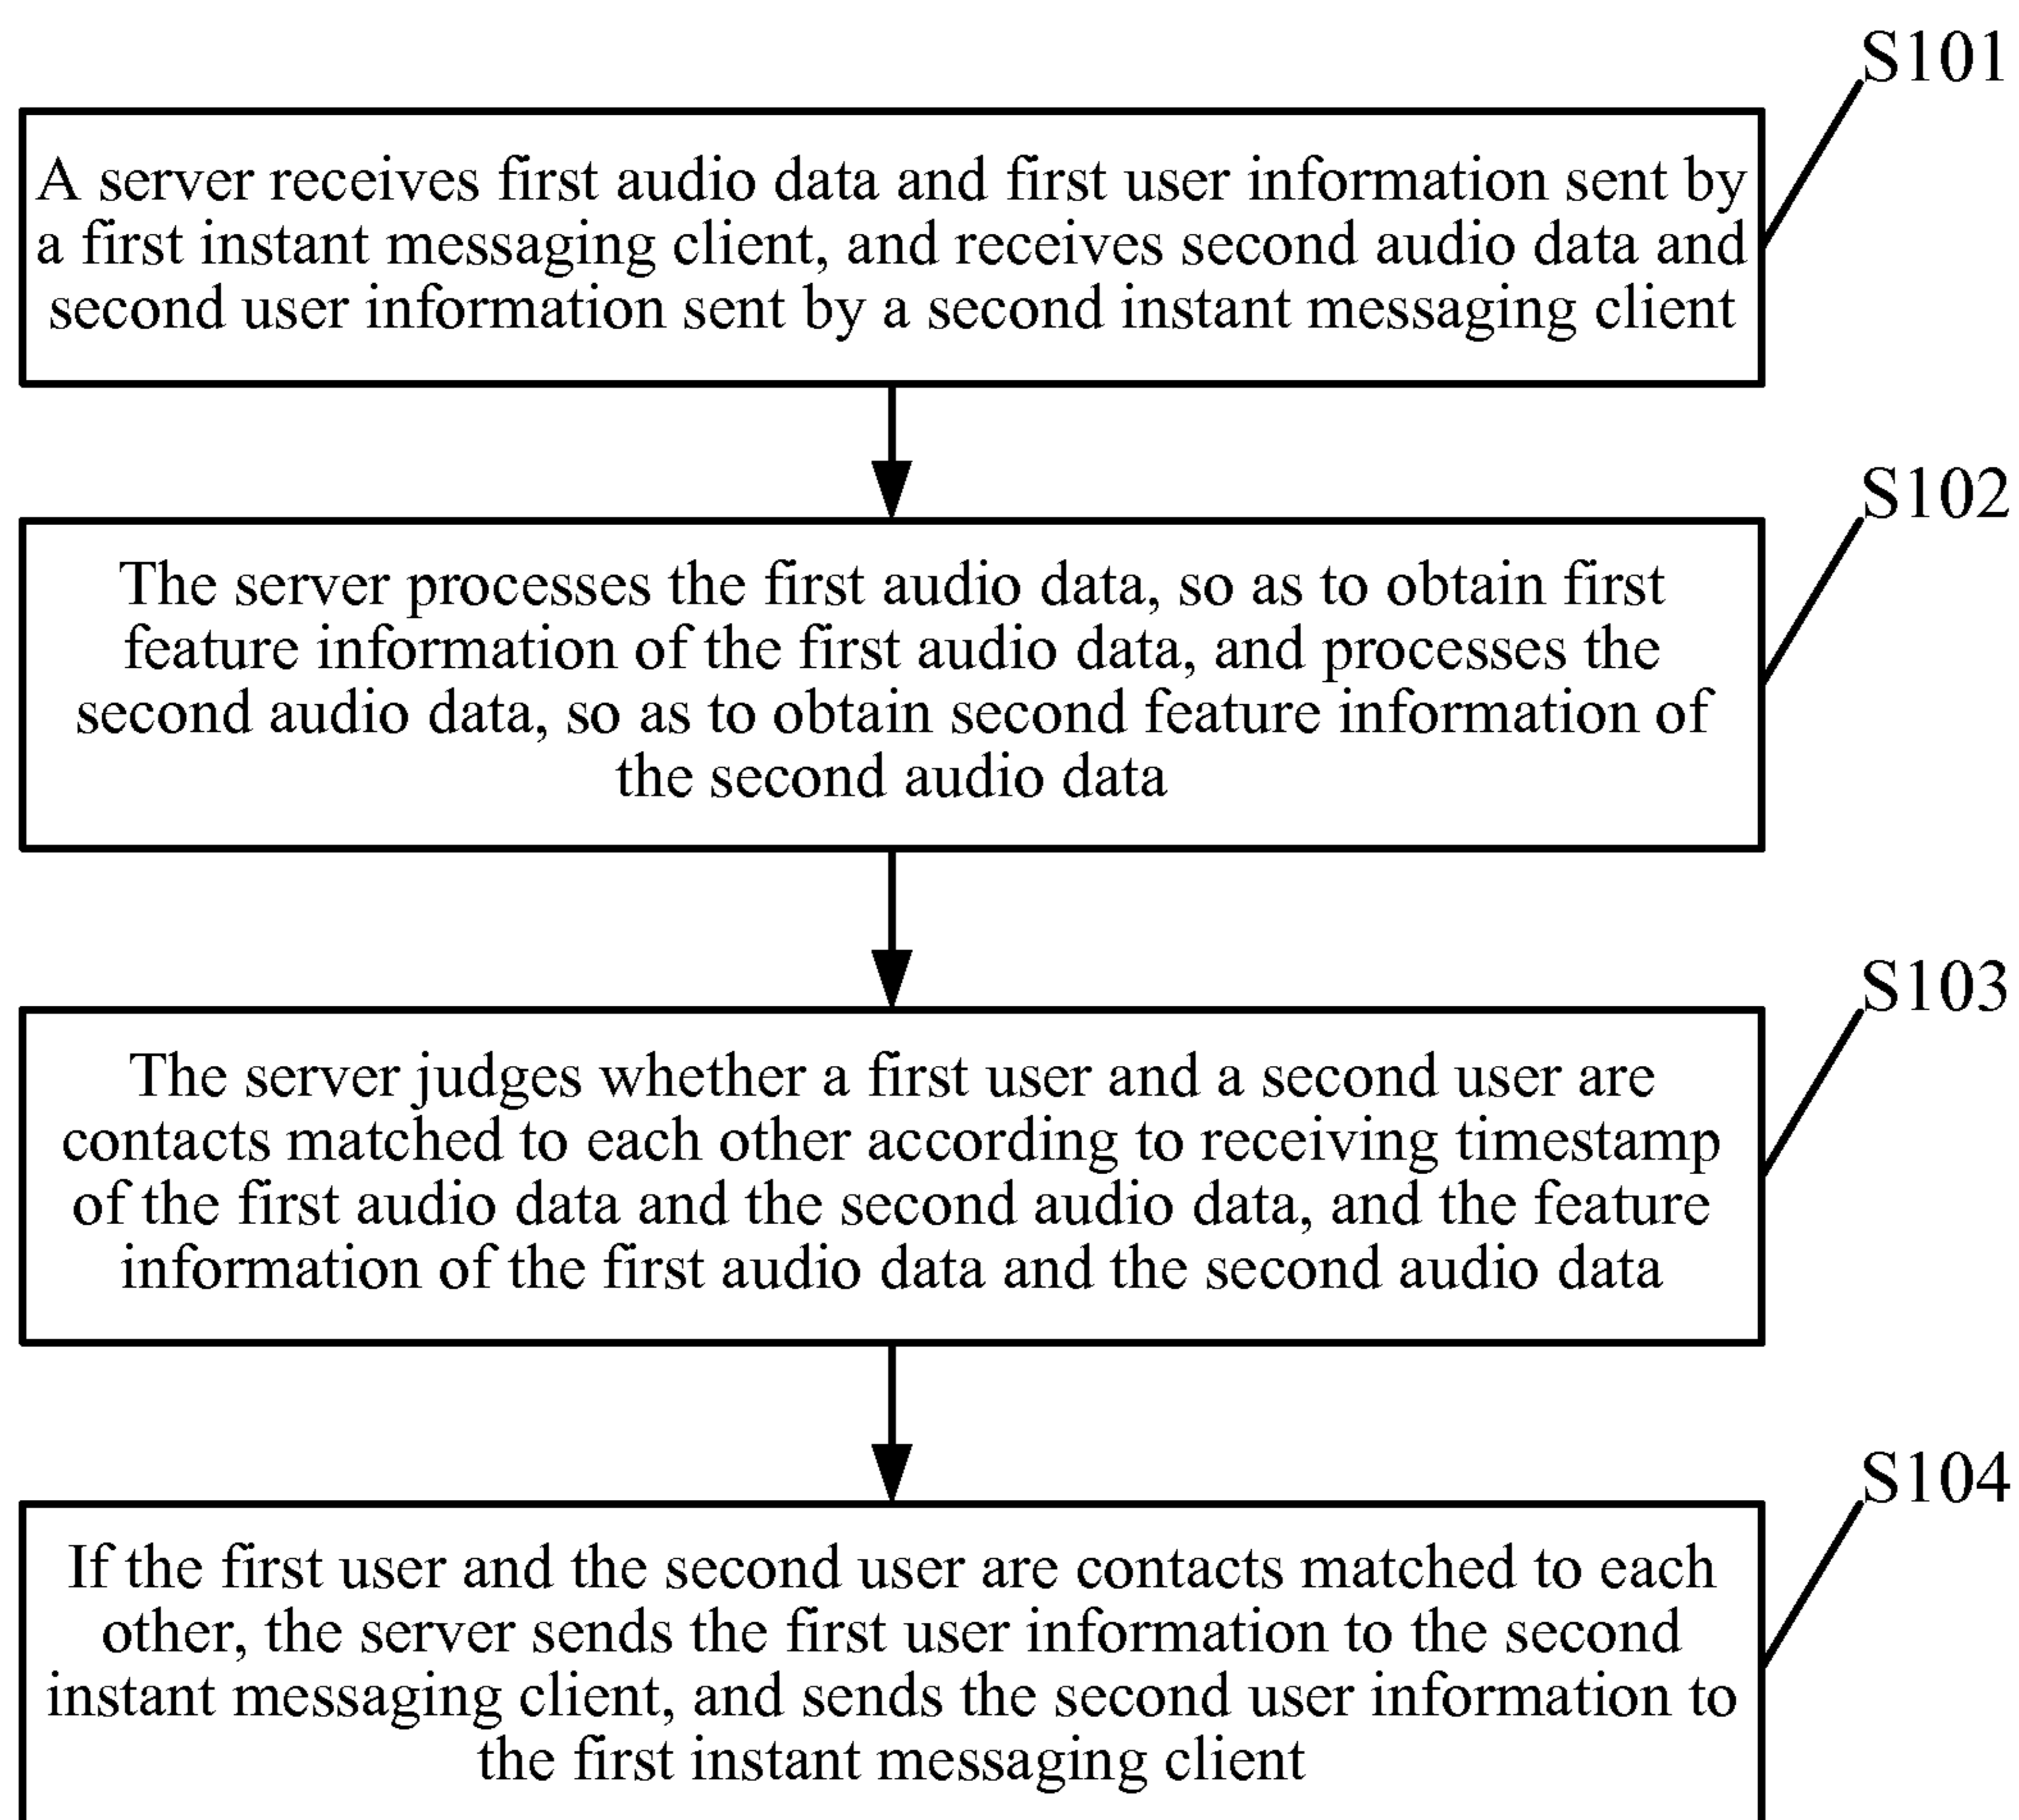 S101
A server receives first audio data and first user information sent by
a first instant messaging client, and receives second audio data and
second user information sent by a second instant messaging client
S102
The server processes the first audio data, so as to obtain first
feature information of the first audio data, and processes the
second audio data, so as to obtain second feature information of
the second audio data
S103
The server judges whether a first user and a second user are
contacts matched to each other according to receiving timestamp
of the first audio data and the second audio data, and the feature
information of the first audio data and the second audio data
S104
If the first user and the second user are contacts matched to each
other, the server sends the first user information to the second
instant messaging client, and sends the second user information to
the first instant messaging client